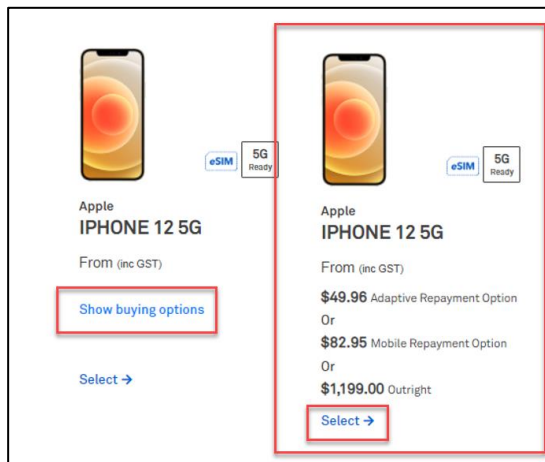 eSIM
5G
Ready
Apple
IPHONE 12 5G
From (inc GST)
Show buying options
Select →
eSIM
5G
Ready
Apple
IPHONE 12 5G
From (inc GST)
$49.96 Adaptive Repayment Option
Or
$82.95 Mobile Repayment Option
Or
$1,199.00 Outright
Select →